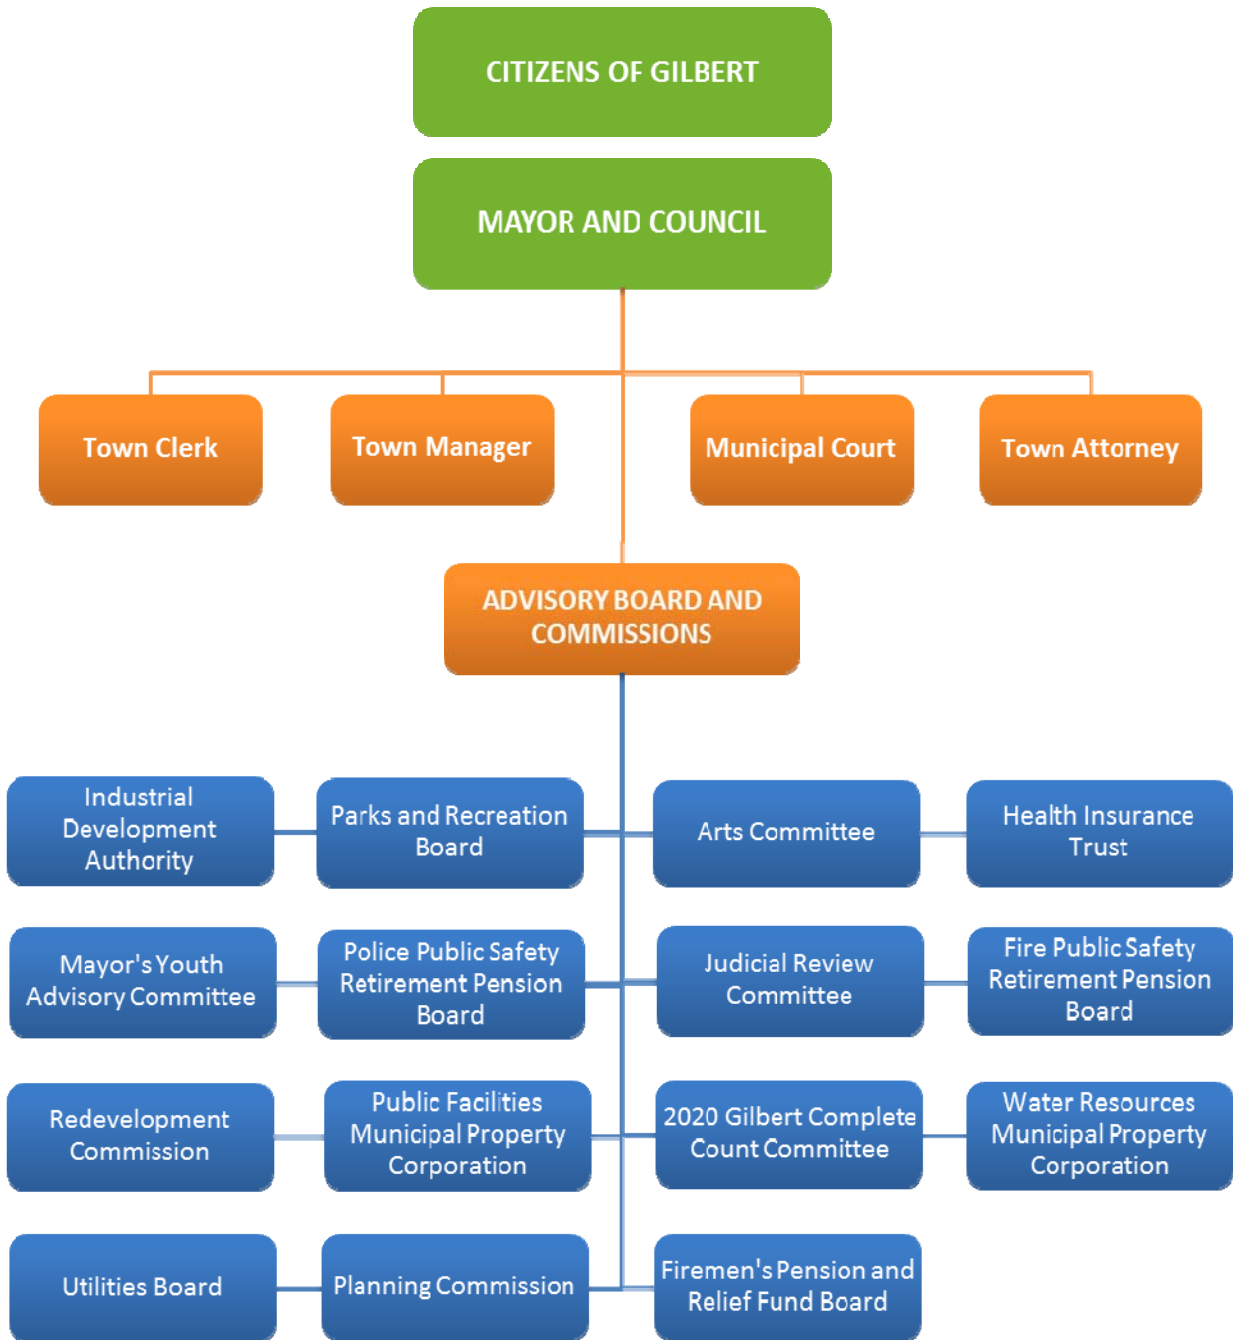 CITIZENS OF GILBERT
MAYOR AND COUNCIL
Town Clerk
Town Manager
Municipal Court
Town Attorney
ADVISORY BOARD AND
COMMISSIONS
Industrial
Development
Authority
Parks and Recreation
Board
Arts Committee
Health Insurance
Trust
Mayor's Youth
Advisory Committee
Police Public Safety
Retirement Pension
Board
Judicial Review
Committee
Fire Public Safety
Retirement Pension
Board
Redevelopment
Commission
Public Facilities
Municipal Property
Corporation
2020 Gilbert Complete
Count Committee
Water Resources
Municipal Property
Corporation
Utilities Board
Planning Commission
Firemen's Pension and
Relief Fund Board